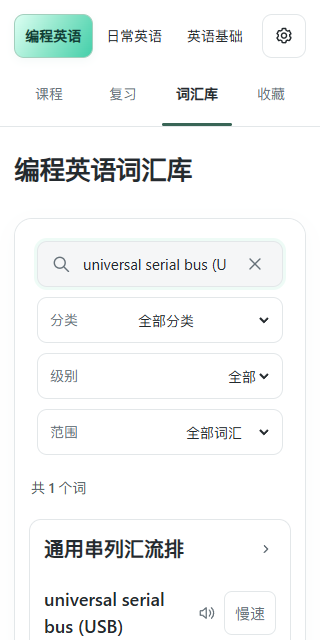 编程英语 日常英语 英语基础
课程 复习 词汇库 收藏
编程英语词汇库
universal serial bus (U
分类 全部分类
级别 全部
范围 全部词汇
共 1 个词
通用串列汇流排
universal serial bus (USB) 慢速